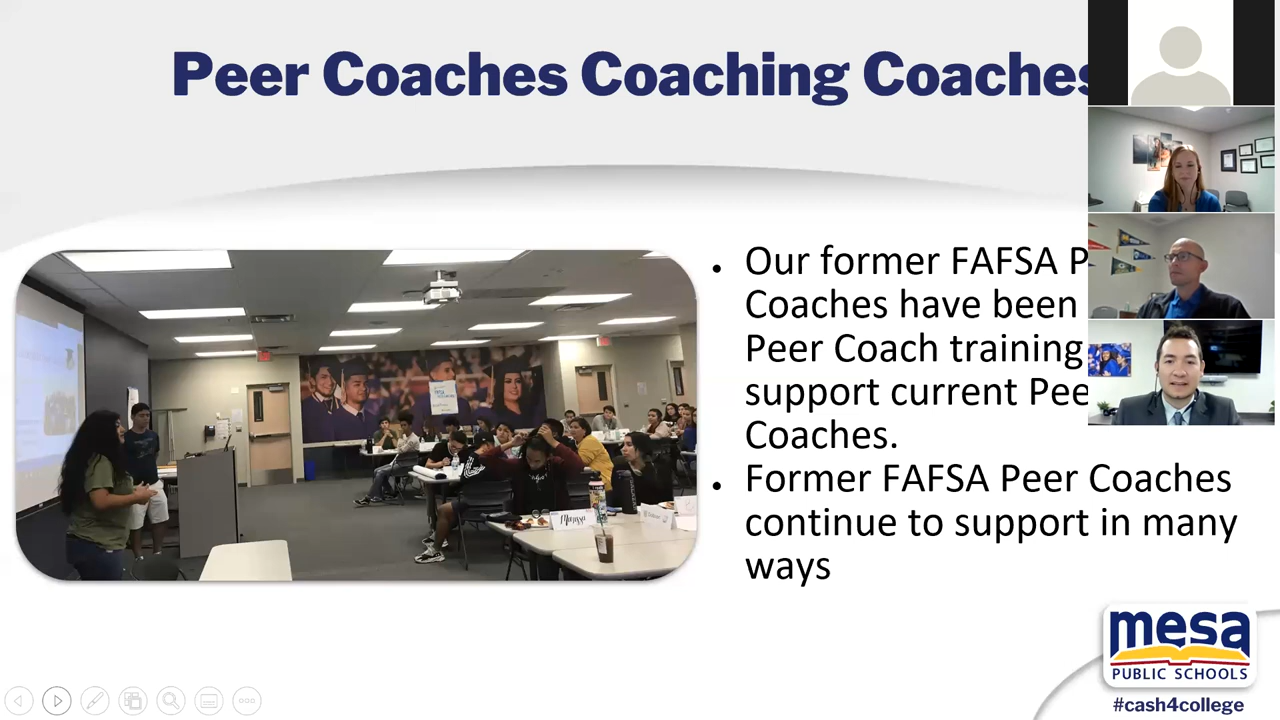 Peer Coaches Coaching Coaches
Our former FAFSA P
Coaches have been
Peer Coach training
support current Pee
Coaches.
Former FAFSA Peer Coaches
continue to support in many
ways
Marissa
mesa
PUBLIC SCHOOLS
#cash4college